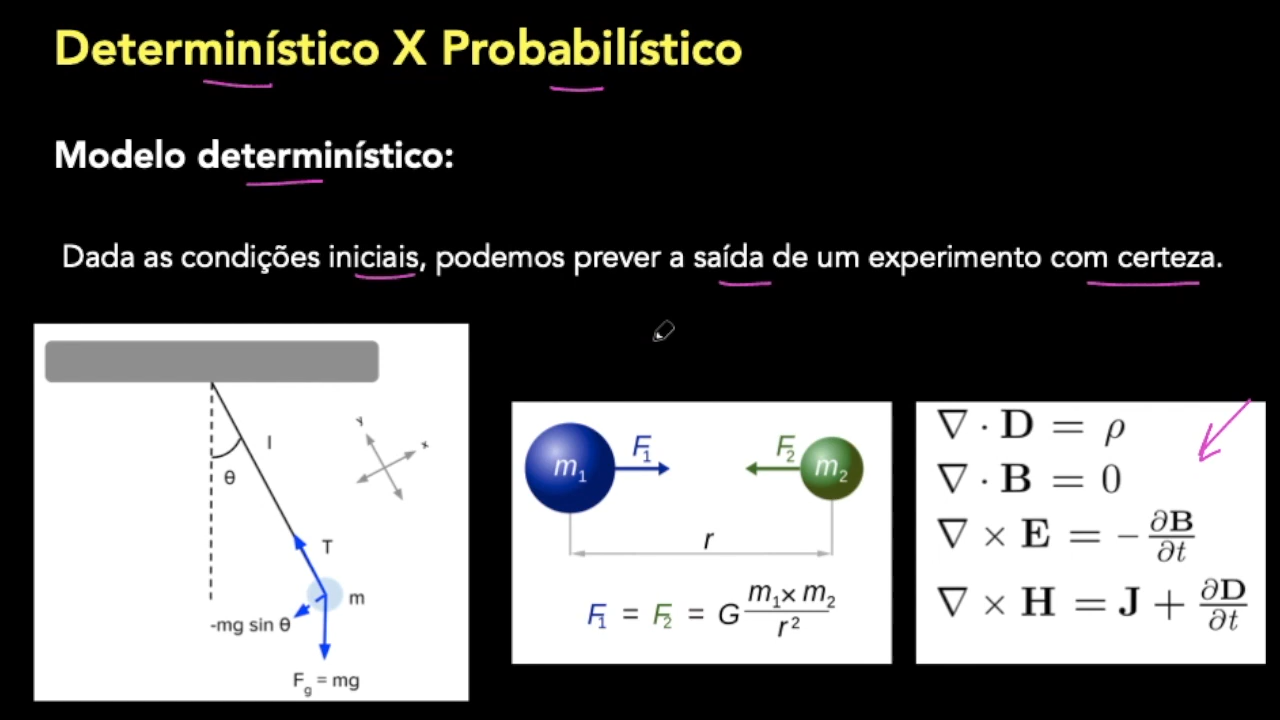 Determinístico X Probabilístico
Modelo determinístico:
Dada as condições iniciais, podemos prever a saída de um experimento com certeza.
y
x
l
θ
T
m
-mg sin θ
F_g = mg
m₁ F₁ F₂ m₂
r
F₁ = F₂ = G m₁×m₂ / r²
∇ · D = ρ
∇ · B = 0
∇ × E = − ∂B/∂t
∇ × H = J + ∂D/∂t